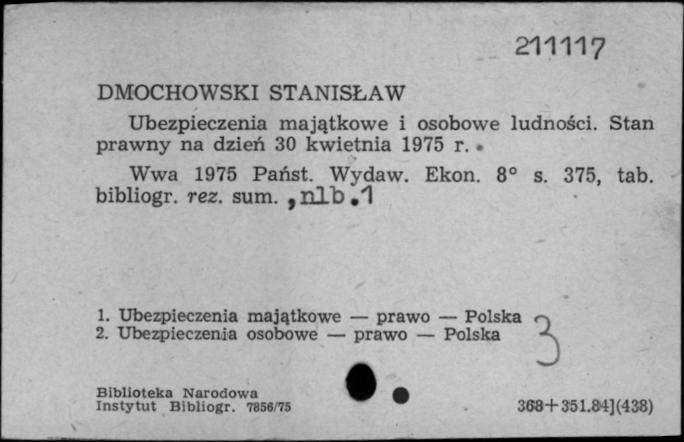 211117
DMOCHOWSKI STANISŁAW
Ubezpieczenia majątkowe i osobowe ludności. Stan
prawny na dzień 30 kwietnia 1975 r.
Wwa 1975 Państ. Wydaw. Ekon. 8° s. 375, tab.
bibliogr. rez. sum. ,nlb.1
1. Ubezpieczenia majątkowe — prawo — Polska
2. Ubezpieczenia osobowe — prawo — Polska
3
Biblioteka Narodowa
Instytut Bibliogr. 7856/75
368+351.84](438)